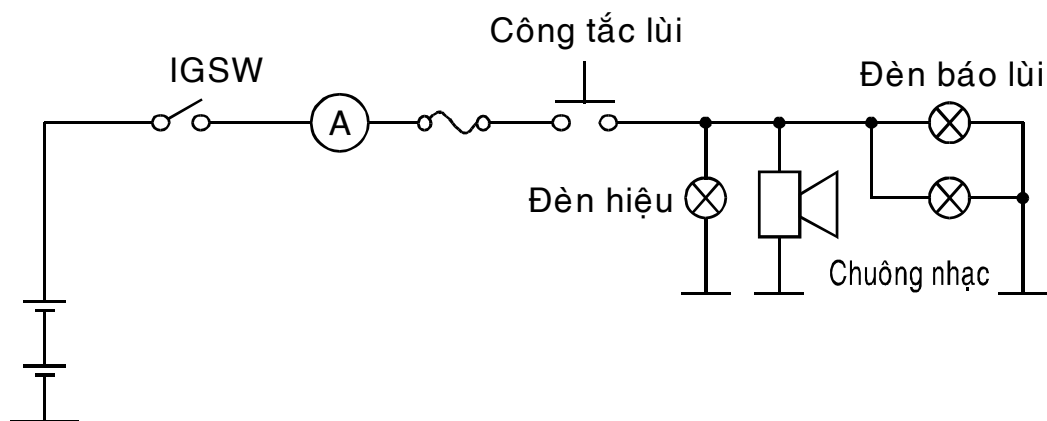 Công tắc lùi
IGSW
Đèn báo lùi
A
Đèn hiệu
Chuông nhạc